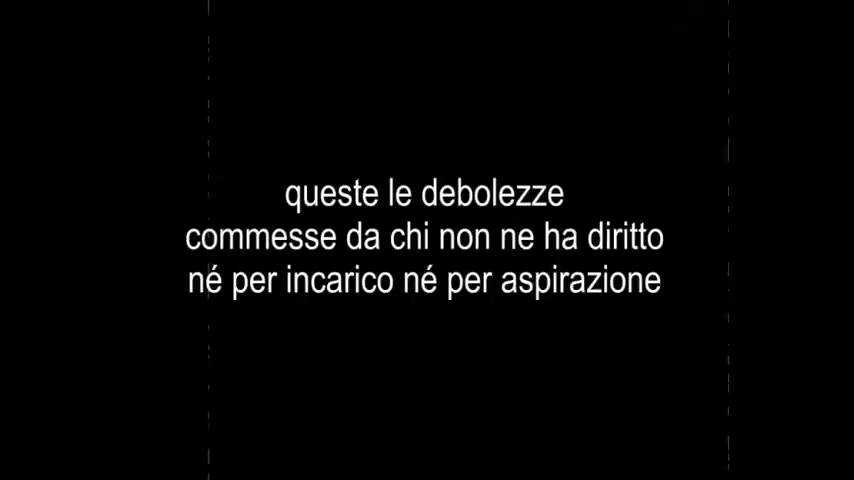 queste le debolezze
commesse da chi non ne ha diritto
né per incarico né per aspirazione